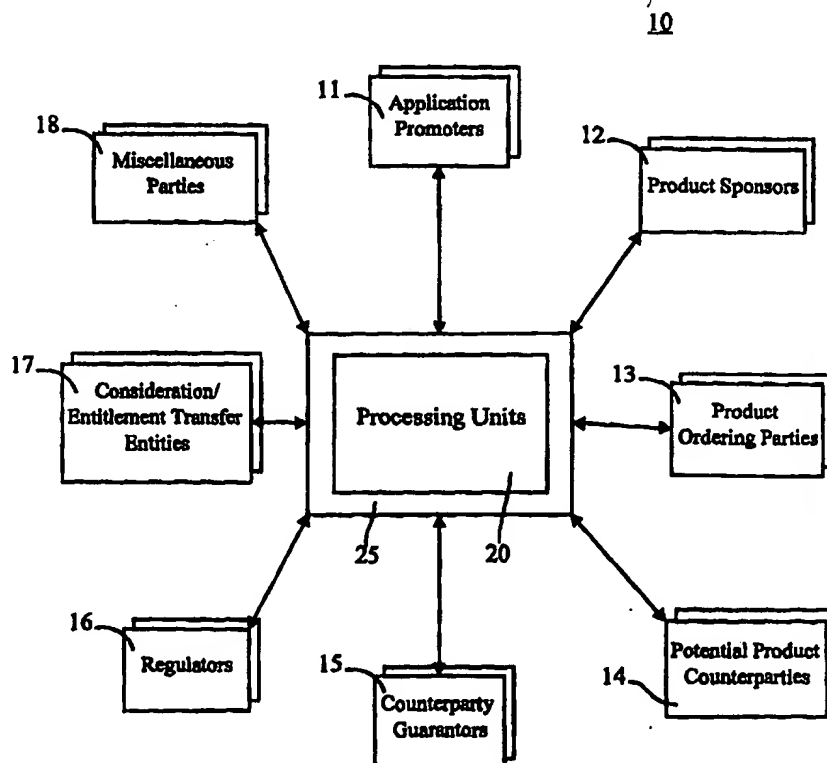 10
11
Application
Promoters
18
Miscellaneous
Parties
12
Product Sponsors
17
Consideration/
Entitlement Transfer
Entities
Processing Units
13
Product
Ordering Parties
25
20
16
Regulators
15
Counterparty
Guarantors
Potential Product
Counterparties
14